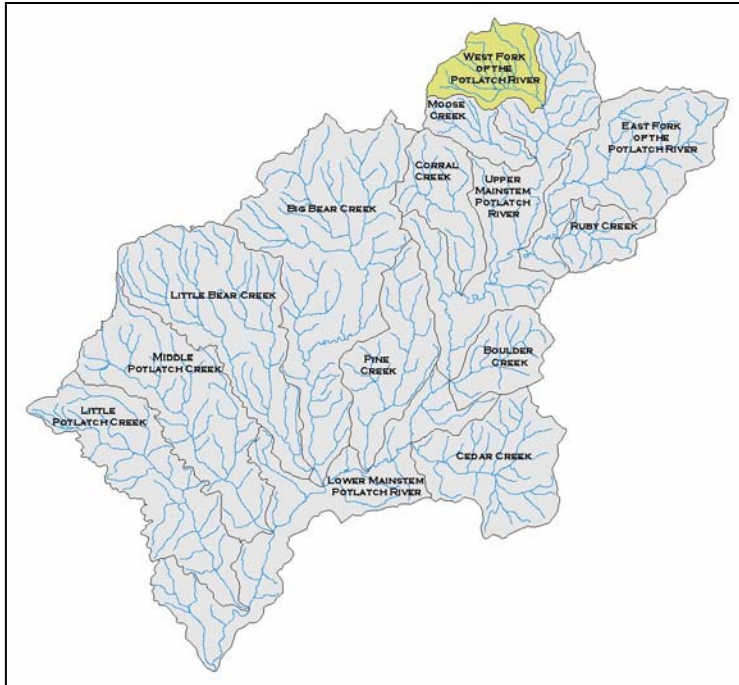 WEST FORK
OF THE
POTLATCH RIVER
MOOSE
CREEK
EAST FORK
OF THE
POTLATCH RIVER
CORRAL
CREEK
UPPER
MAINSTEM
POTLATCH
RIVER
BIG BEAR CREEK
RUBY CREEK
LITTLE BEAR CREEK
MIDDLE
POTLATCH CREEK
PINE
CREEK
BOULDER
CREEK
LITTLE
POTLATCH CREEK
CEDAR CREEK
LOWER MAINSTEM
POTLATCH RIVER